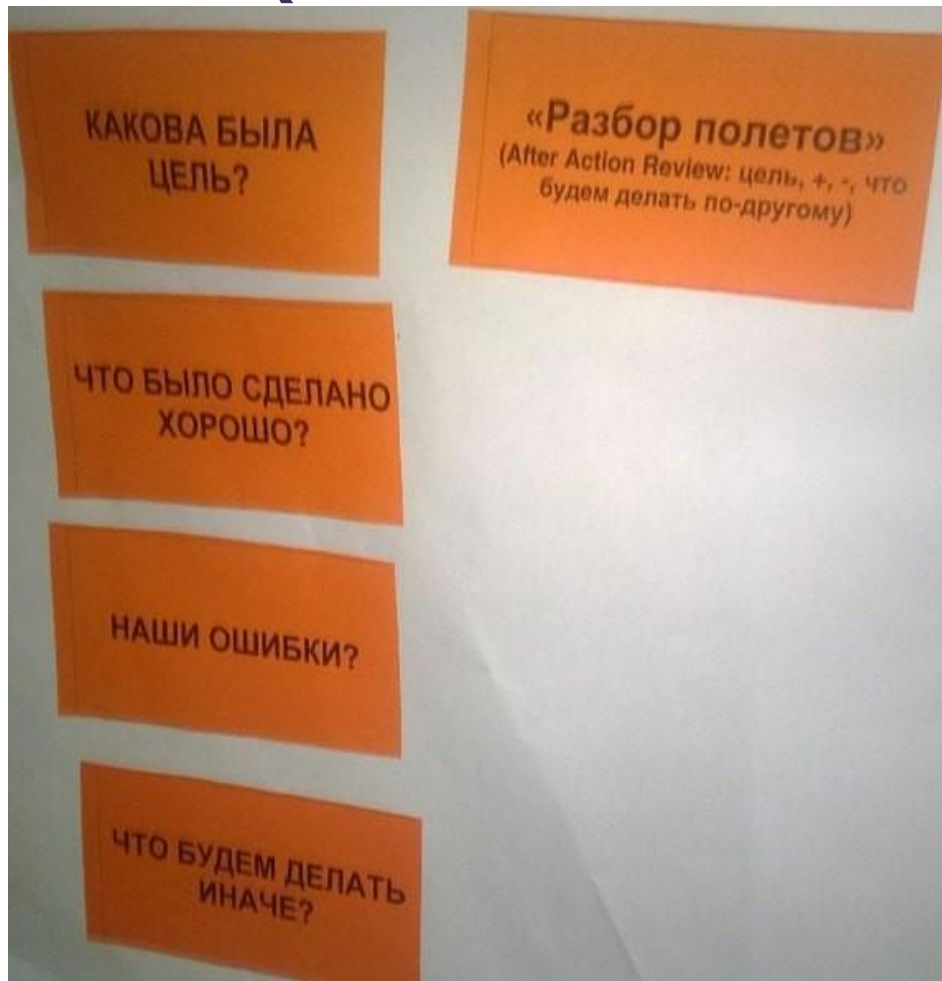 КАКОВА БЫЛА
ЦЕЛЬ?
ЧТО БЫЛО СДЕЛАНО
ХОРОШО?
НАШИ ОШИБКИ?
ЧТО БУДЕМ ДЕЛАТЬ
ИНАЧЕ?
«Разбор полетов»
(After Action Review: цель, +, -, что
будем делать по-другому)